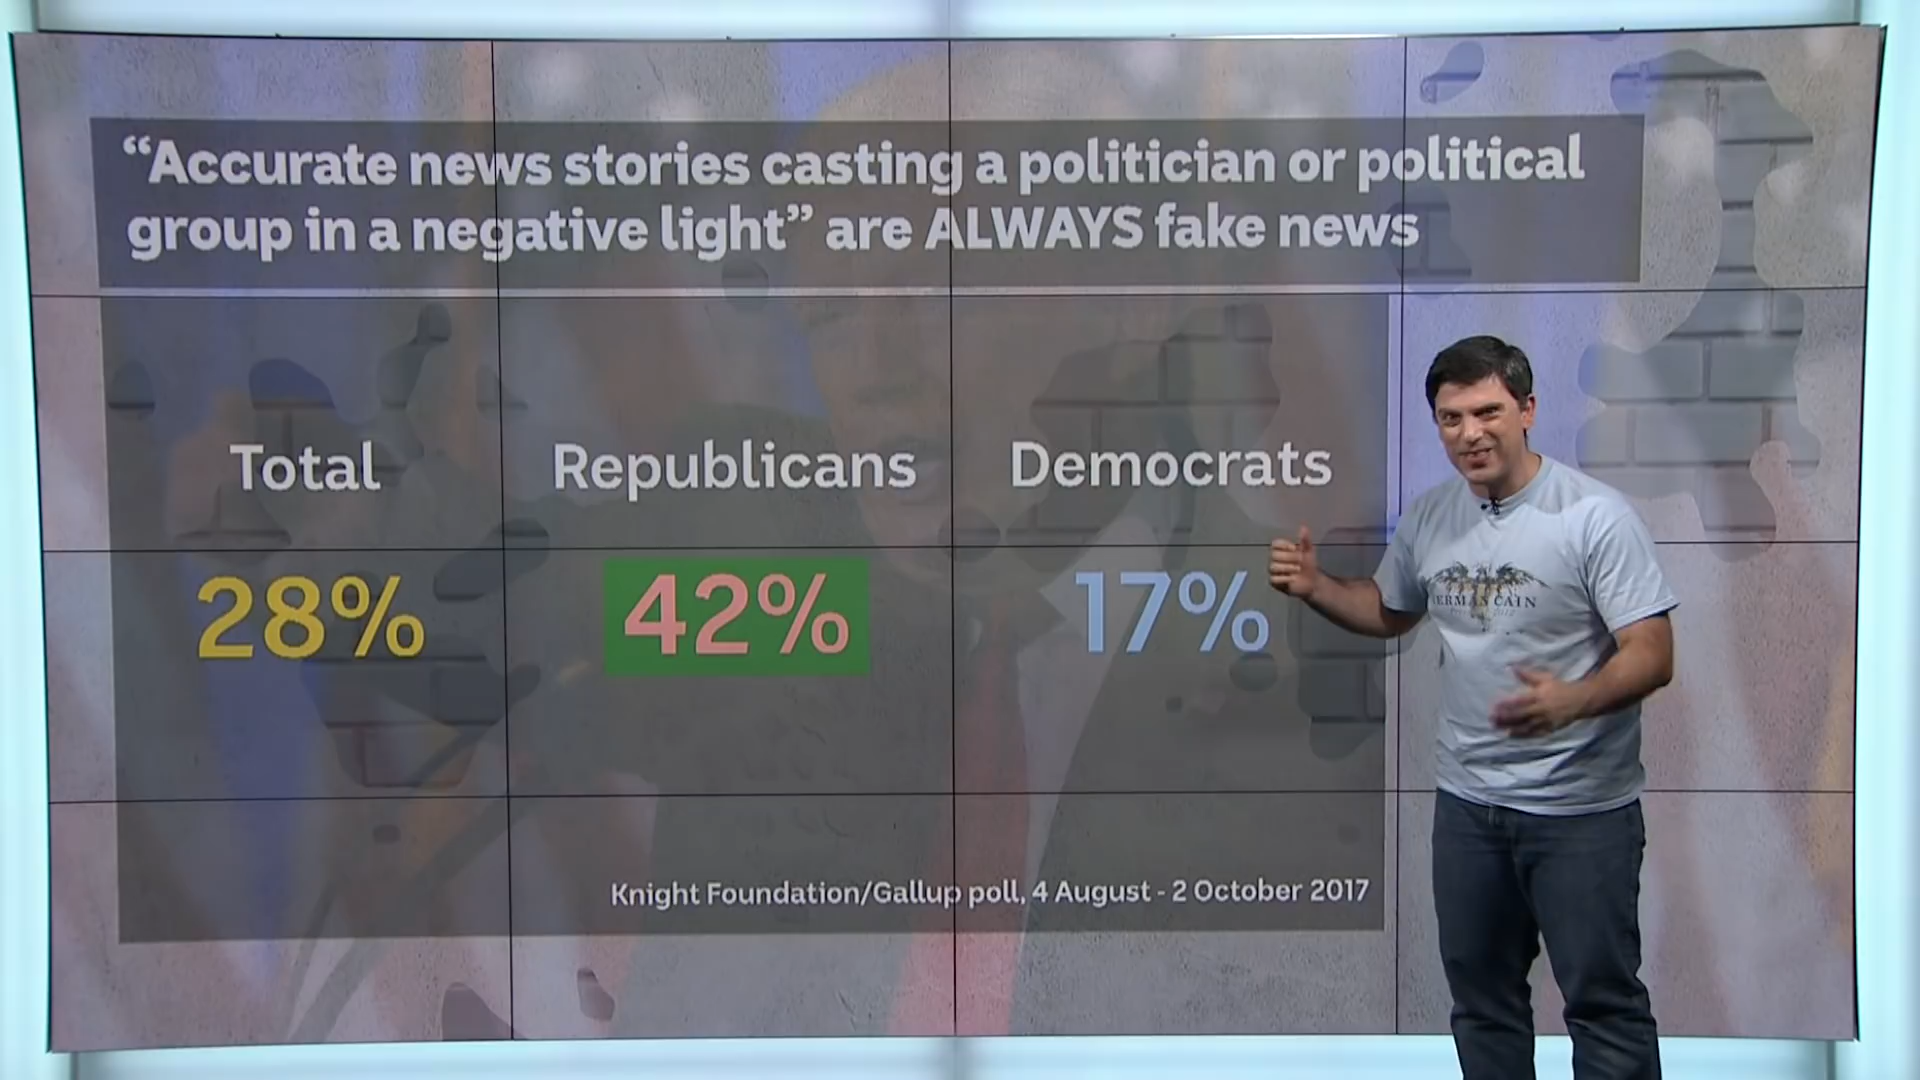 “Accurate news stories casting a politician or political
group in a negative light” are ALWAYS fake news
Total
Republicans
Democrats
28%
42%
17%
CAIN
Knight Foundation/Gallup poll, 4 August - 2 October 2017